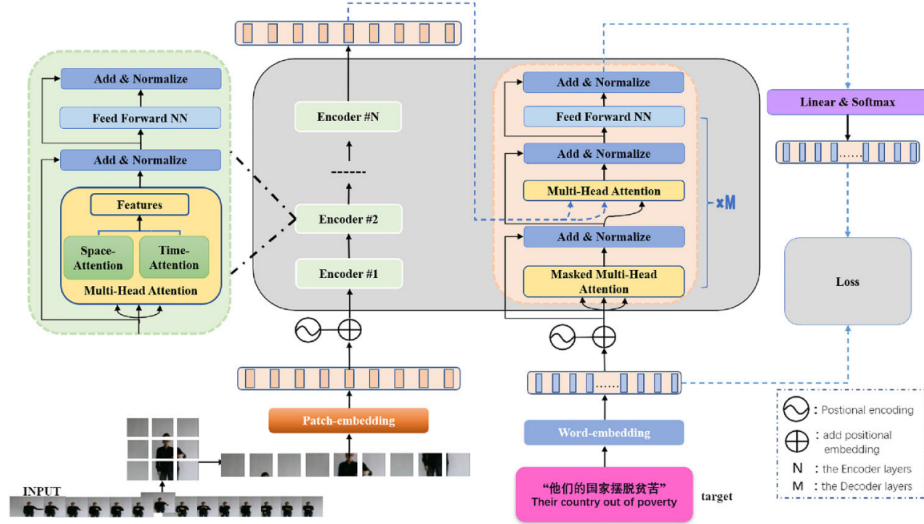 Add & Normalize
Feed Forward NN
Add & Normalize
Features
Space-
Attention
Time-
Attention
Multi-Head Attention
Encoder #N
Encoder #2
Encoder #1
Add & Normalize
Feed Forward NN
Add & Normalize
Multi-Head Attention
Add & Normalize
Masked Multi-Head
Attention
×M
Linear & Softmax
Loss
Patch-embedding
Word-embedding
INPUT
“他们的国家摆脱贫苦”
Their country out of poverty
target
: Postional encoding
: add positional
embedding
N : the Encoder layers
M : the Decoder layers